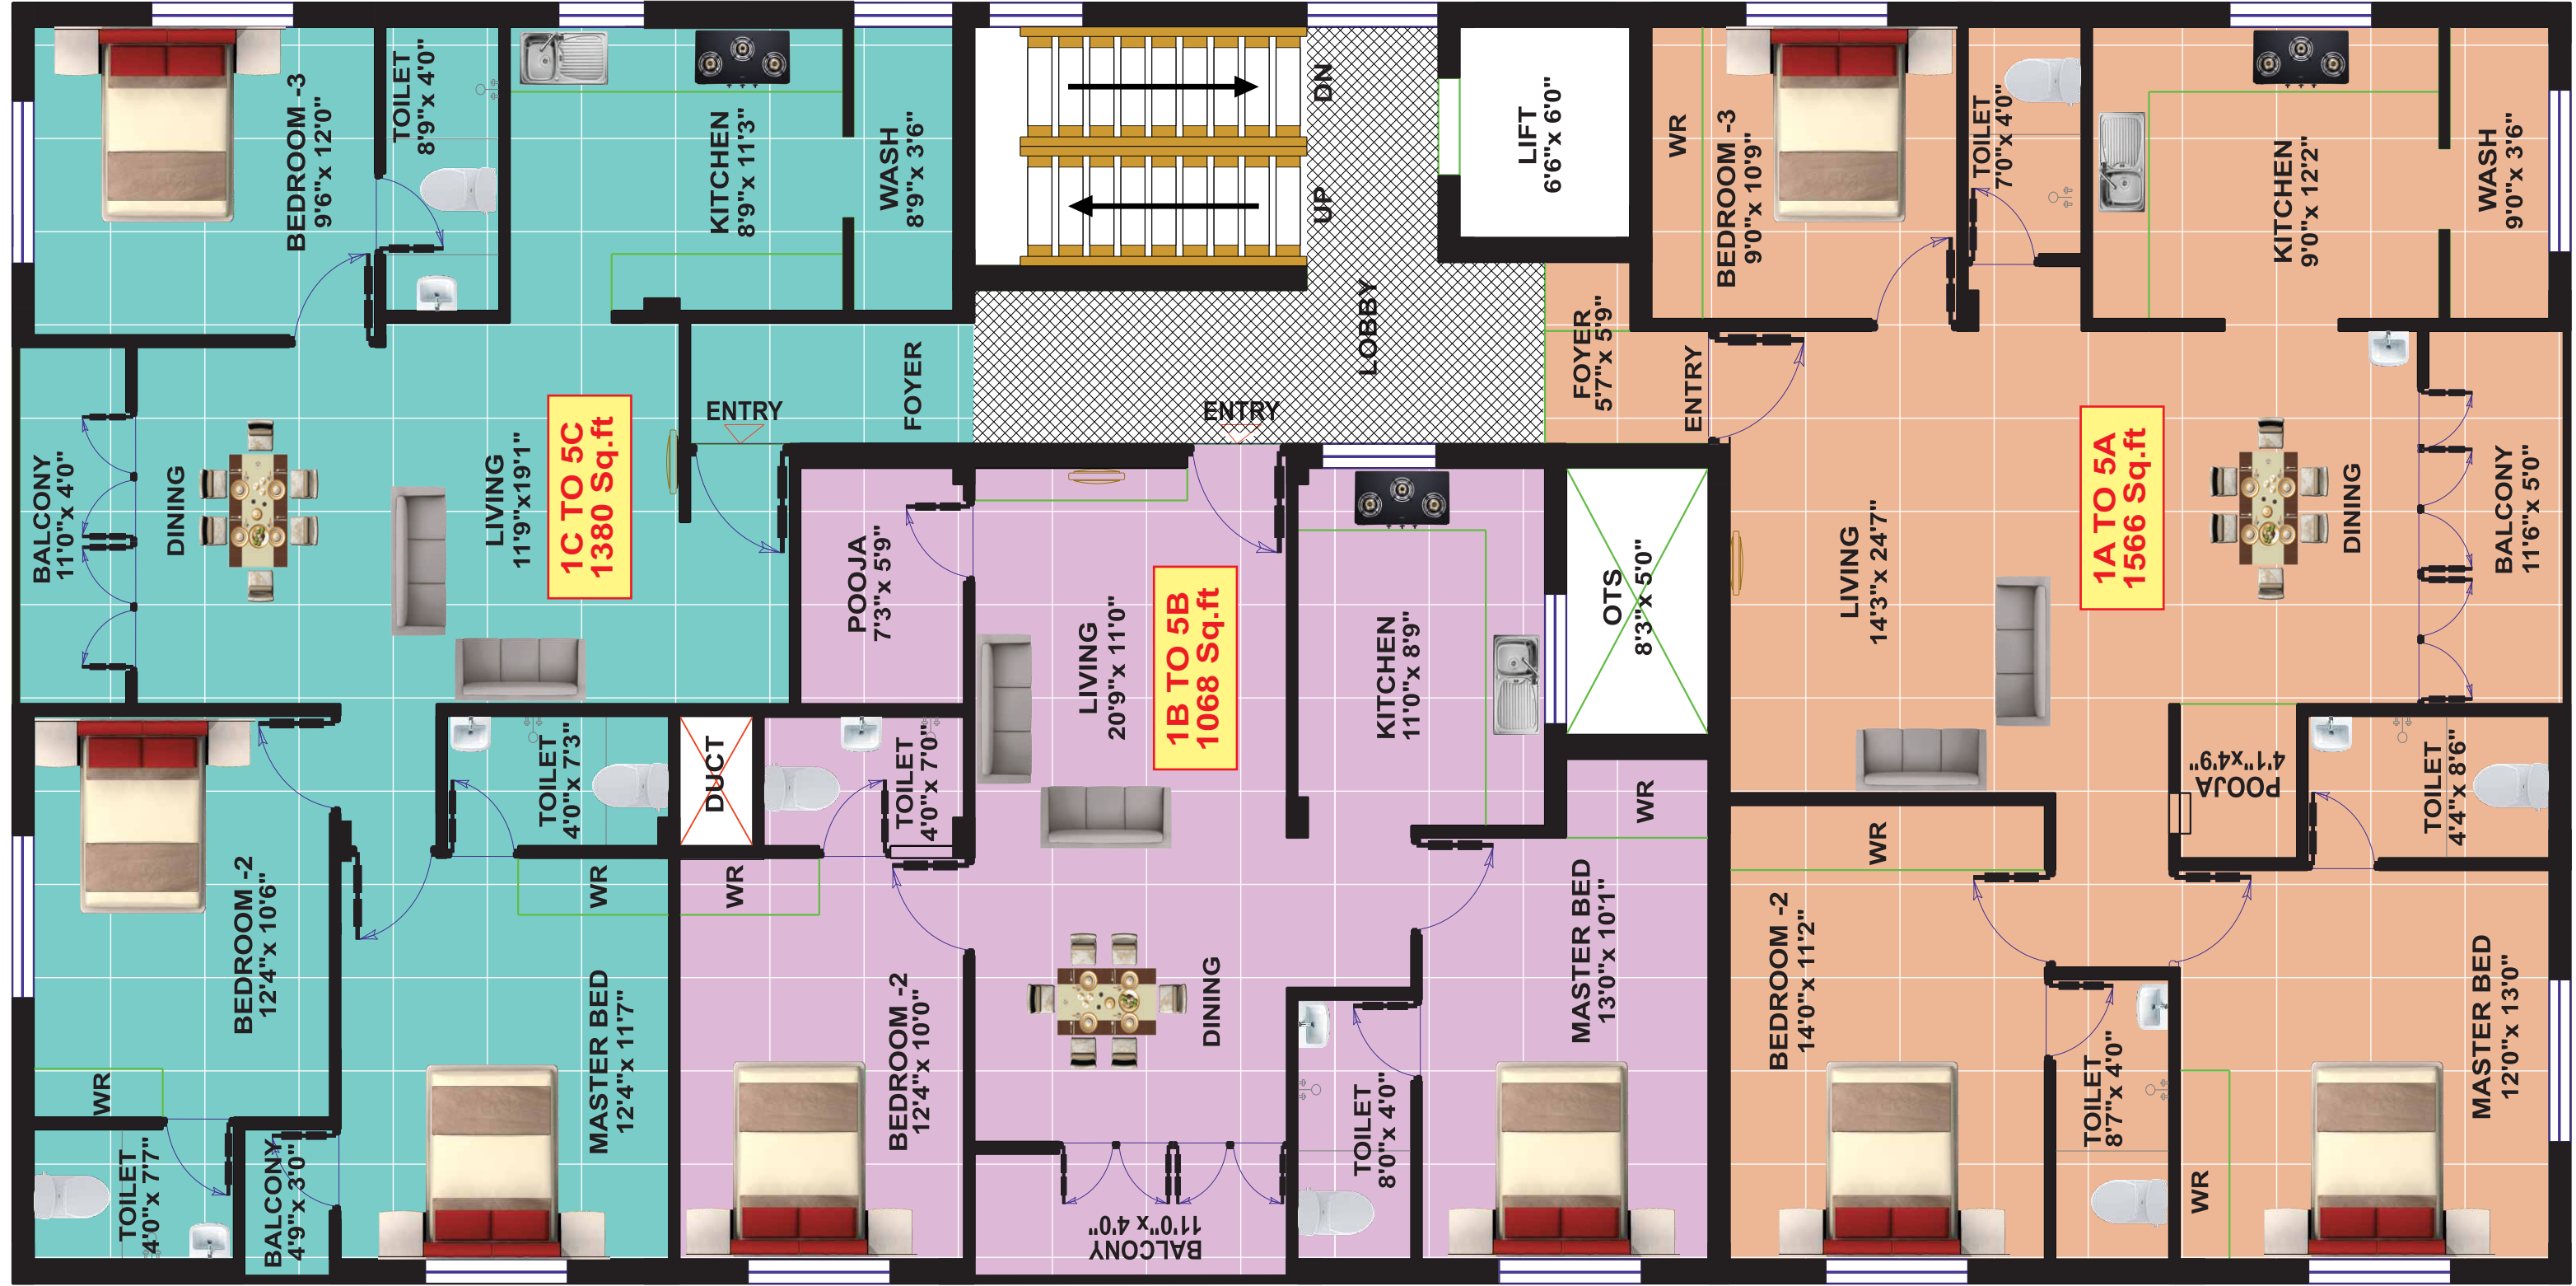 BEDROOM -3
9'6"x 12'0"
TOILET
8'9"x 4'0"
KITCHEN
8'9"x 11'3"
WASH
8'9"x 3'6"
BALCONY
11'0"x 4'0"
DINING
LIVING
11'9"x19'1"
1C TO 5C
1380 Sq.ft
ENTRY
FOYER
BEDROOM -2
12'4"x 10'6"
WR
TOILET
4'0"x 7'7"
BALCONY
4'9"x 3'0"
TOILET
4'0"x 7'3"
WR
MASTER BED
12'4"x 11'7"
DUCT
DN
UP
LOBBY
LIFT
6'6"x 6'0"
ENTRY
POOJA
7'3"x 5'9"
LIVING
20'9"x 11'0"
1B TO 5B
1068 Sq.ft
KITCHEN
11'0"x 8'9"
OTS
8'3"x 5'0"
TOILET
4'0"x 7'0"
WR
BEDROOM -2
12'4"x 10'0"
DINING
BALCONY
11'0"x 4'0"
TOILET
8'0"x 4'0"
WR
MASTER BED
13'0"x 10'1"
FOYER
5'7"x 5'9"
ENTRY
WR
BEDROOM -3
9'0"x 10'9"
TOILET
7'0"x 4'0"
KITCHEN
9'0"x 12'2"
WASH
9'0"x 3'6"
LIVING
14'3"x 24'7"
1A TO 5A
1566 Sq.ft
DINING
BALCONY
11'6"x 5'0"
POOJA
4'1"x4'9"
TOILET
4'4"x 8'6"
WR
BEDROOM -2
14'0"x 11'2"
TOILET
8'7"x 4'0"
WR
MASTER BED
12'0"x 13'0"